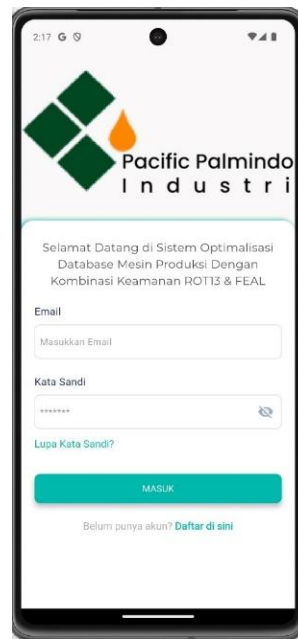 2:17 G
Pacific Palmindo
Industri
Selamat Datang di Sistem Optimalisasi
Database Mesin Produksi Dengan
Kombinasi Keamanan ROT13 & FEAL
Email
Masukkan Email
Kata Sandi
*******
Lupa Kata Sandi?
MASUK
Belum punya akun? Daftar di sini